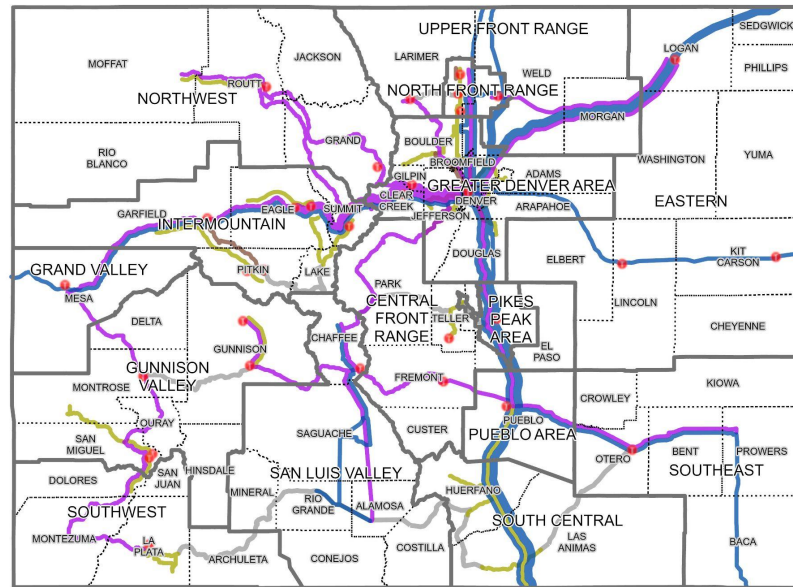 UPPER FRONT RANGE
SEDGWICK
LOGAN
LARIMER
JACKSON
MOFFAT
PHILLIPS
WELD
ROUTT
NORTH FRONT RANGE
NORTHWEST
MORGAN
GRAND
BOULDER
RIO
BLANCO
WASHINGTON
YUMA
BROOMFIELD
GILPIN
ADAMS
GREATER DENVER AREA
CLEAR
CREEK
DENVER
EASTERN
ARAPAHOE
GARFIELD
EAGLE
SUMMIT
JEFFERSON
INTERMOUNTAIN
DOUGLAS
ELBERT
KIT
CARSON
GRAND VALLEY
PITKIN
LAKE
PARK
MESA
LINCOLN
CENTRAL
FRONT
RANGE
TELLER
PIKES
PEAK
AREA
DELTA
CHEYENNE
CHAFFEE
GUNNISON
EL
PASO
GUNNISON
VALLEY
MONTROSE
FREMONT
CROWLEY
KIOWA
OURAY
PUEBLO
SAN
MIGUEL
SAGUACHE
CUSTER
PUEBLO AREA
OTERO
BENT
PROWERS
SAN
JUAN
HINSDALE
SAN LUIS VALLEY
SOUTHEAST
DOLORES
MINERAL
RIO
GRANDE
HUERFANO
ALAMOSA
SOUTHWEST
SOUTH CENTRAL
MONTEZUMA
LA
PLATA
LAS
ANIMAS
ARCHULETA
CONEJOS
COSTILLA
BACA